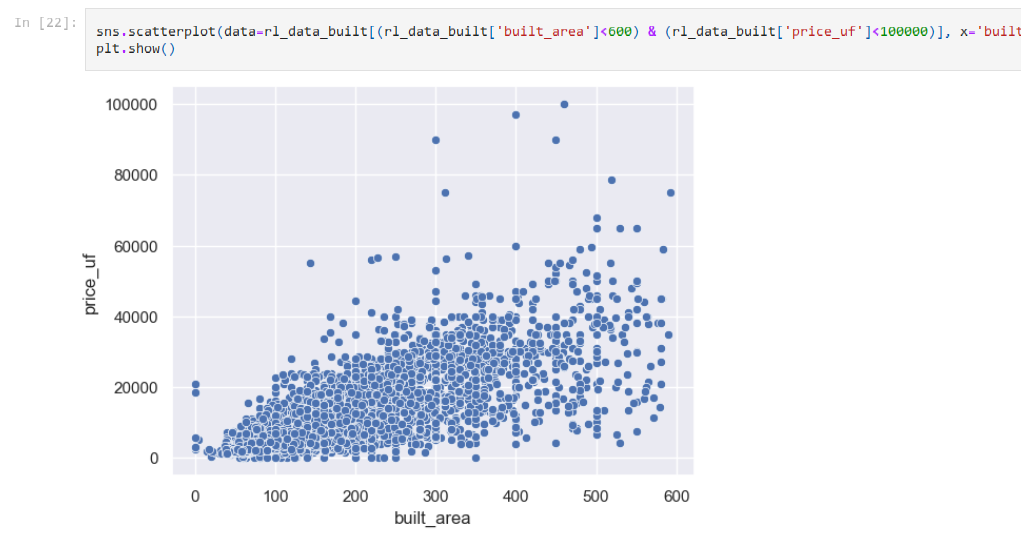 In [22]:
sns.scatterplot(data=rl_data_built[(rl_data_built['built_area']<600) & (rl_data_built['price_uf']<100000)], x='built
plt.show()
100000
80000
60000
40000
20000
0
price_uf
0 100 200 300 400 500 600
built_area